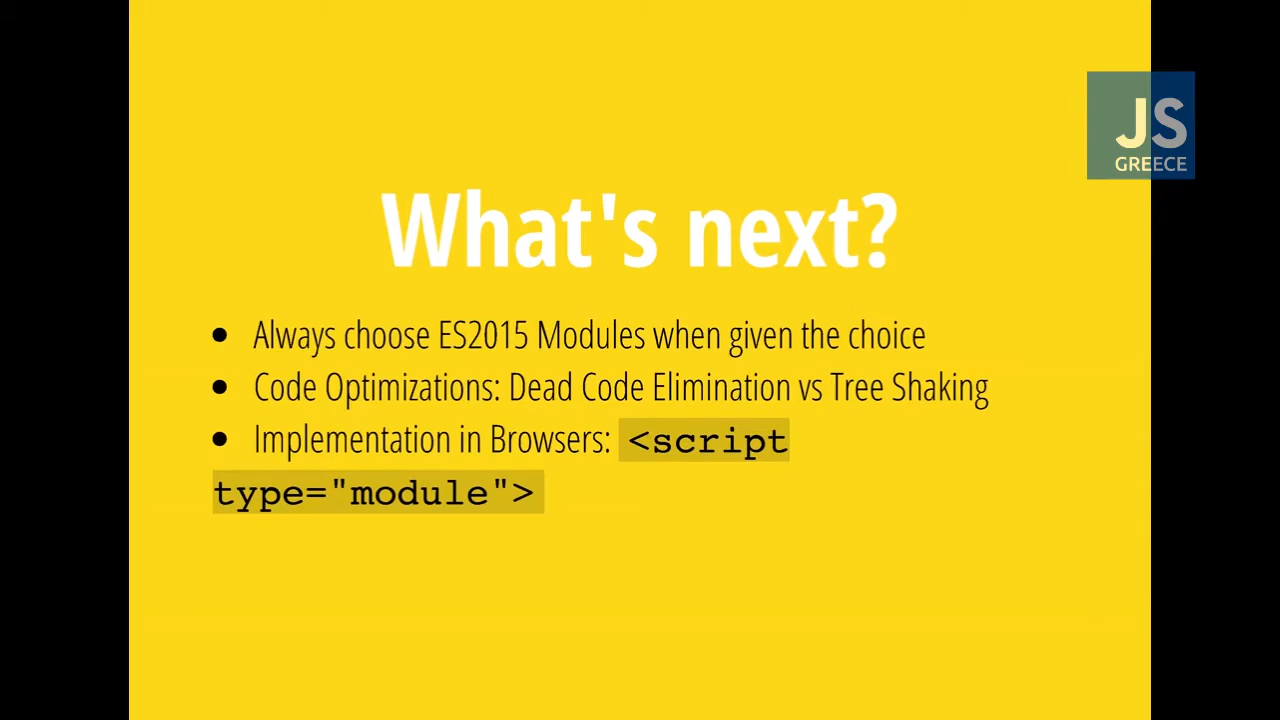 JS
GREECE
What's next?
• Always choose ES2015 Modules when given the choice
• Code Optimizations: Dead Code Elimination vs Tree Shaking
• Implementation in Browsers: <script
type="module">